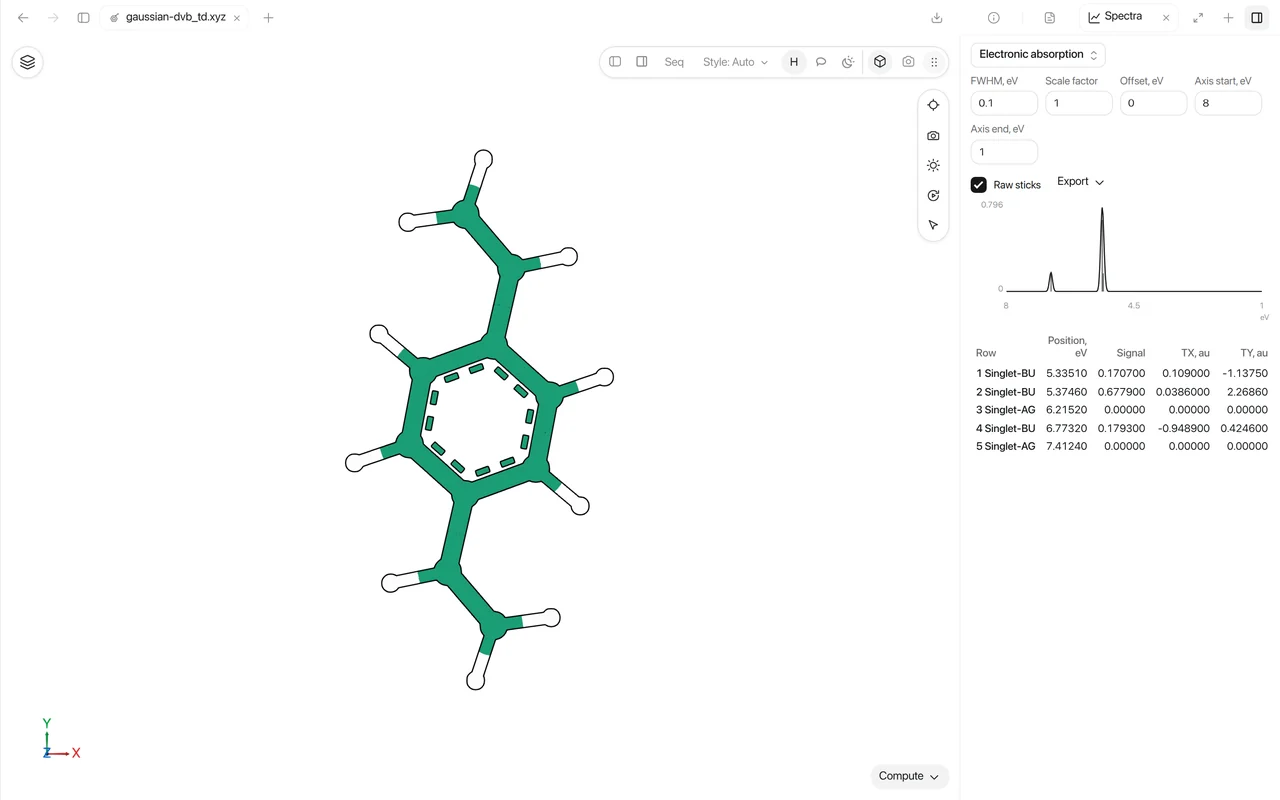 gaussian-dvb_td.xyz
Spectra
Seq Style: Auto H
Electronic absorption
FWHM, eV Scale factor Offset, eV Axis start, eV
0.1 1 0 8
Axis end, eV
1
Raw sticks Export
0.796
0
8 4.5 1
eV
Position,
Row eV Signal TX, au TY, au
1 Singlet-BU 5.33510 0.170700 0.109000 -1.13750
2 Singlet-BU 5.37460 0.677900 0.0386000 2.26860
3 Singlet-AG 6.21520 0.00000 0.00000 0.00000
4 Singlet-BU 6.77320 0.179300 -0.948900 0.424600
5 Singlet-AG 7.41240 0.00000 0.00000 0.00000
Y
Z X
Compute